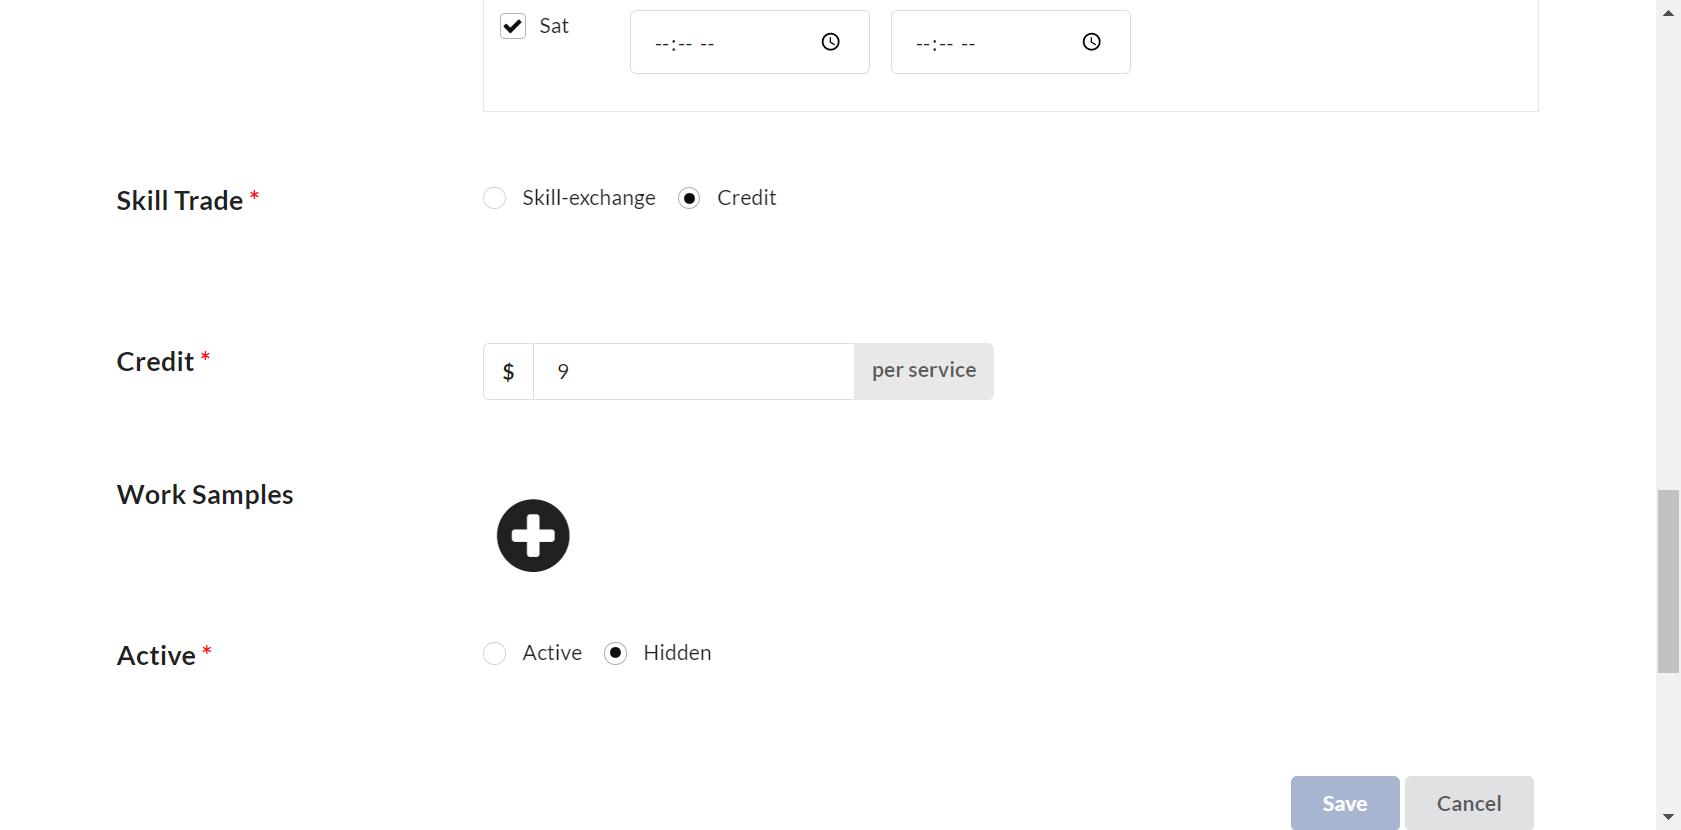 Sat --:-- -- --:-- --
Skill Trade * Skill-exchange Credit
Credit * $ 9 per service
Work Samples
Active * Active Hidden
Save Cancel